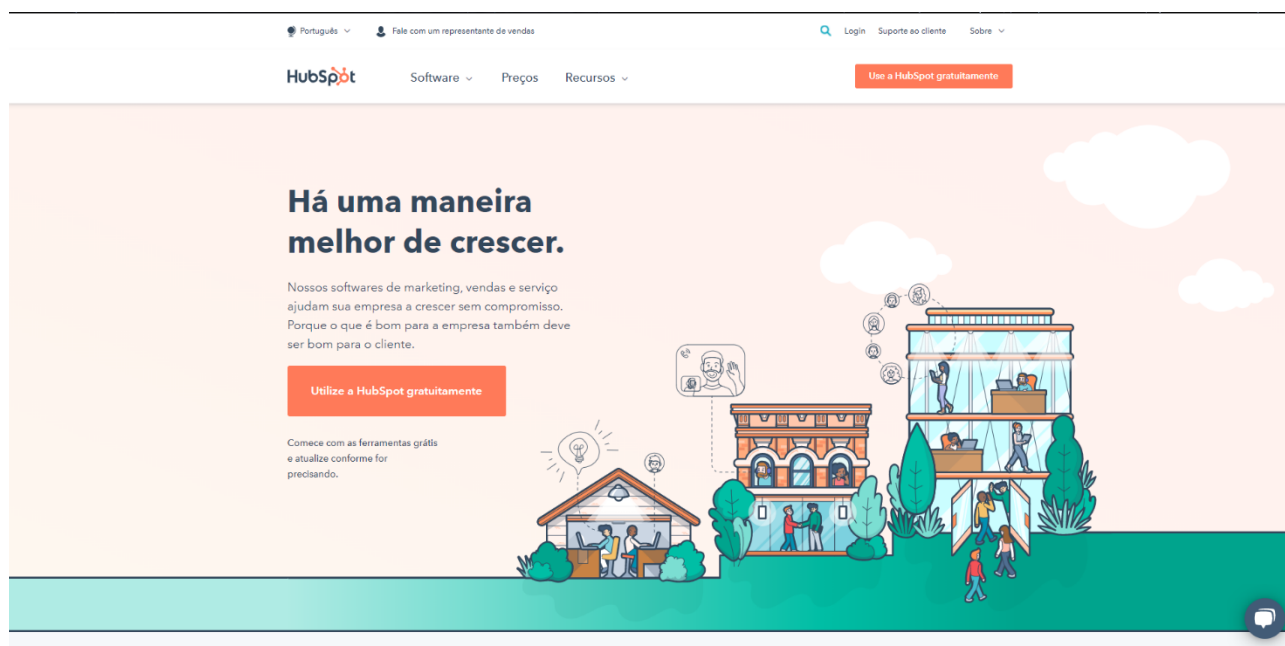 Português
Fale com um representante de vendas
Login
Suporte ao cliente
Sobre
HubSpot
Software
Preços
Recursos
Use a HubSpot gratuitamente
Há uma maneira
melhor de crescer.
Nossos softwares de marketing, vendas e serviço
ajudam sua empresa a crescer sem compromisso.
Porque o que é bom para a empresa também deve
ser bom para o cliente.
Utilize a HubSpot gratuitamente
Comece com as ferramentas grátis
e atualize conforme for
precisando.